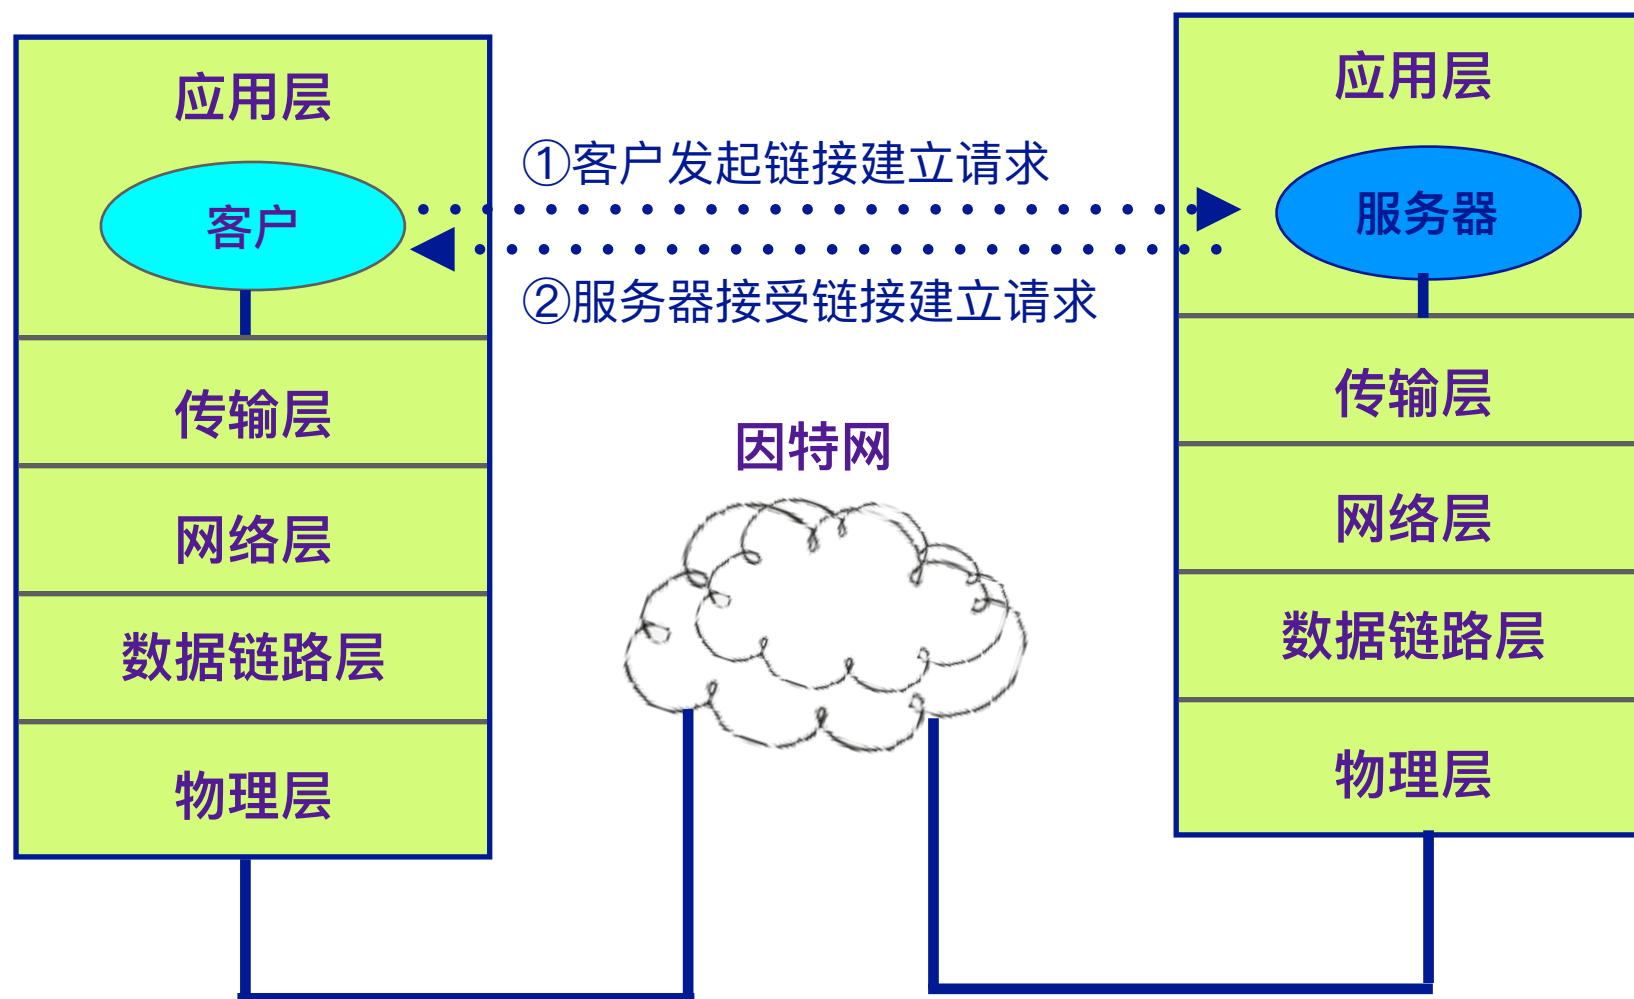 应用层
客户
传输层
网络层
数据链路层
物理层
①客户发起链接建立请求
②服务器接受链接建立请求
因特网
应用层
服务器
传输层
网络层
数据链路层
物理层